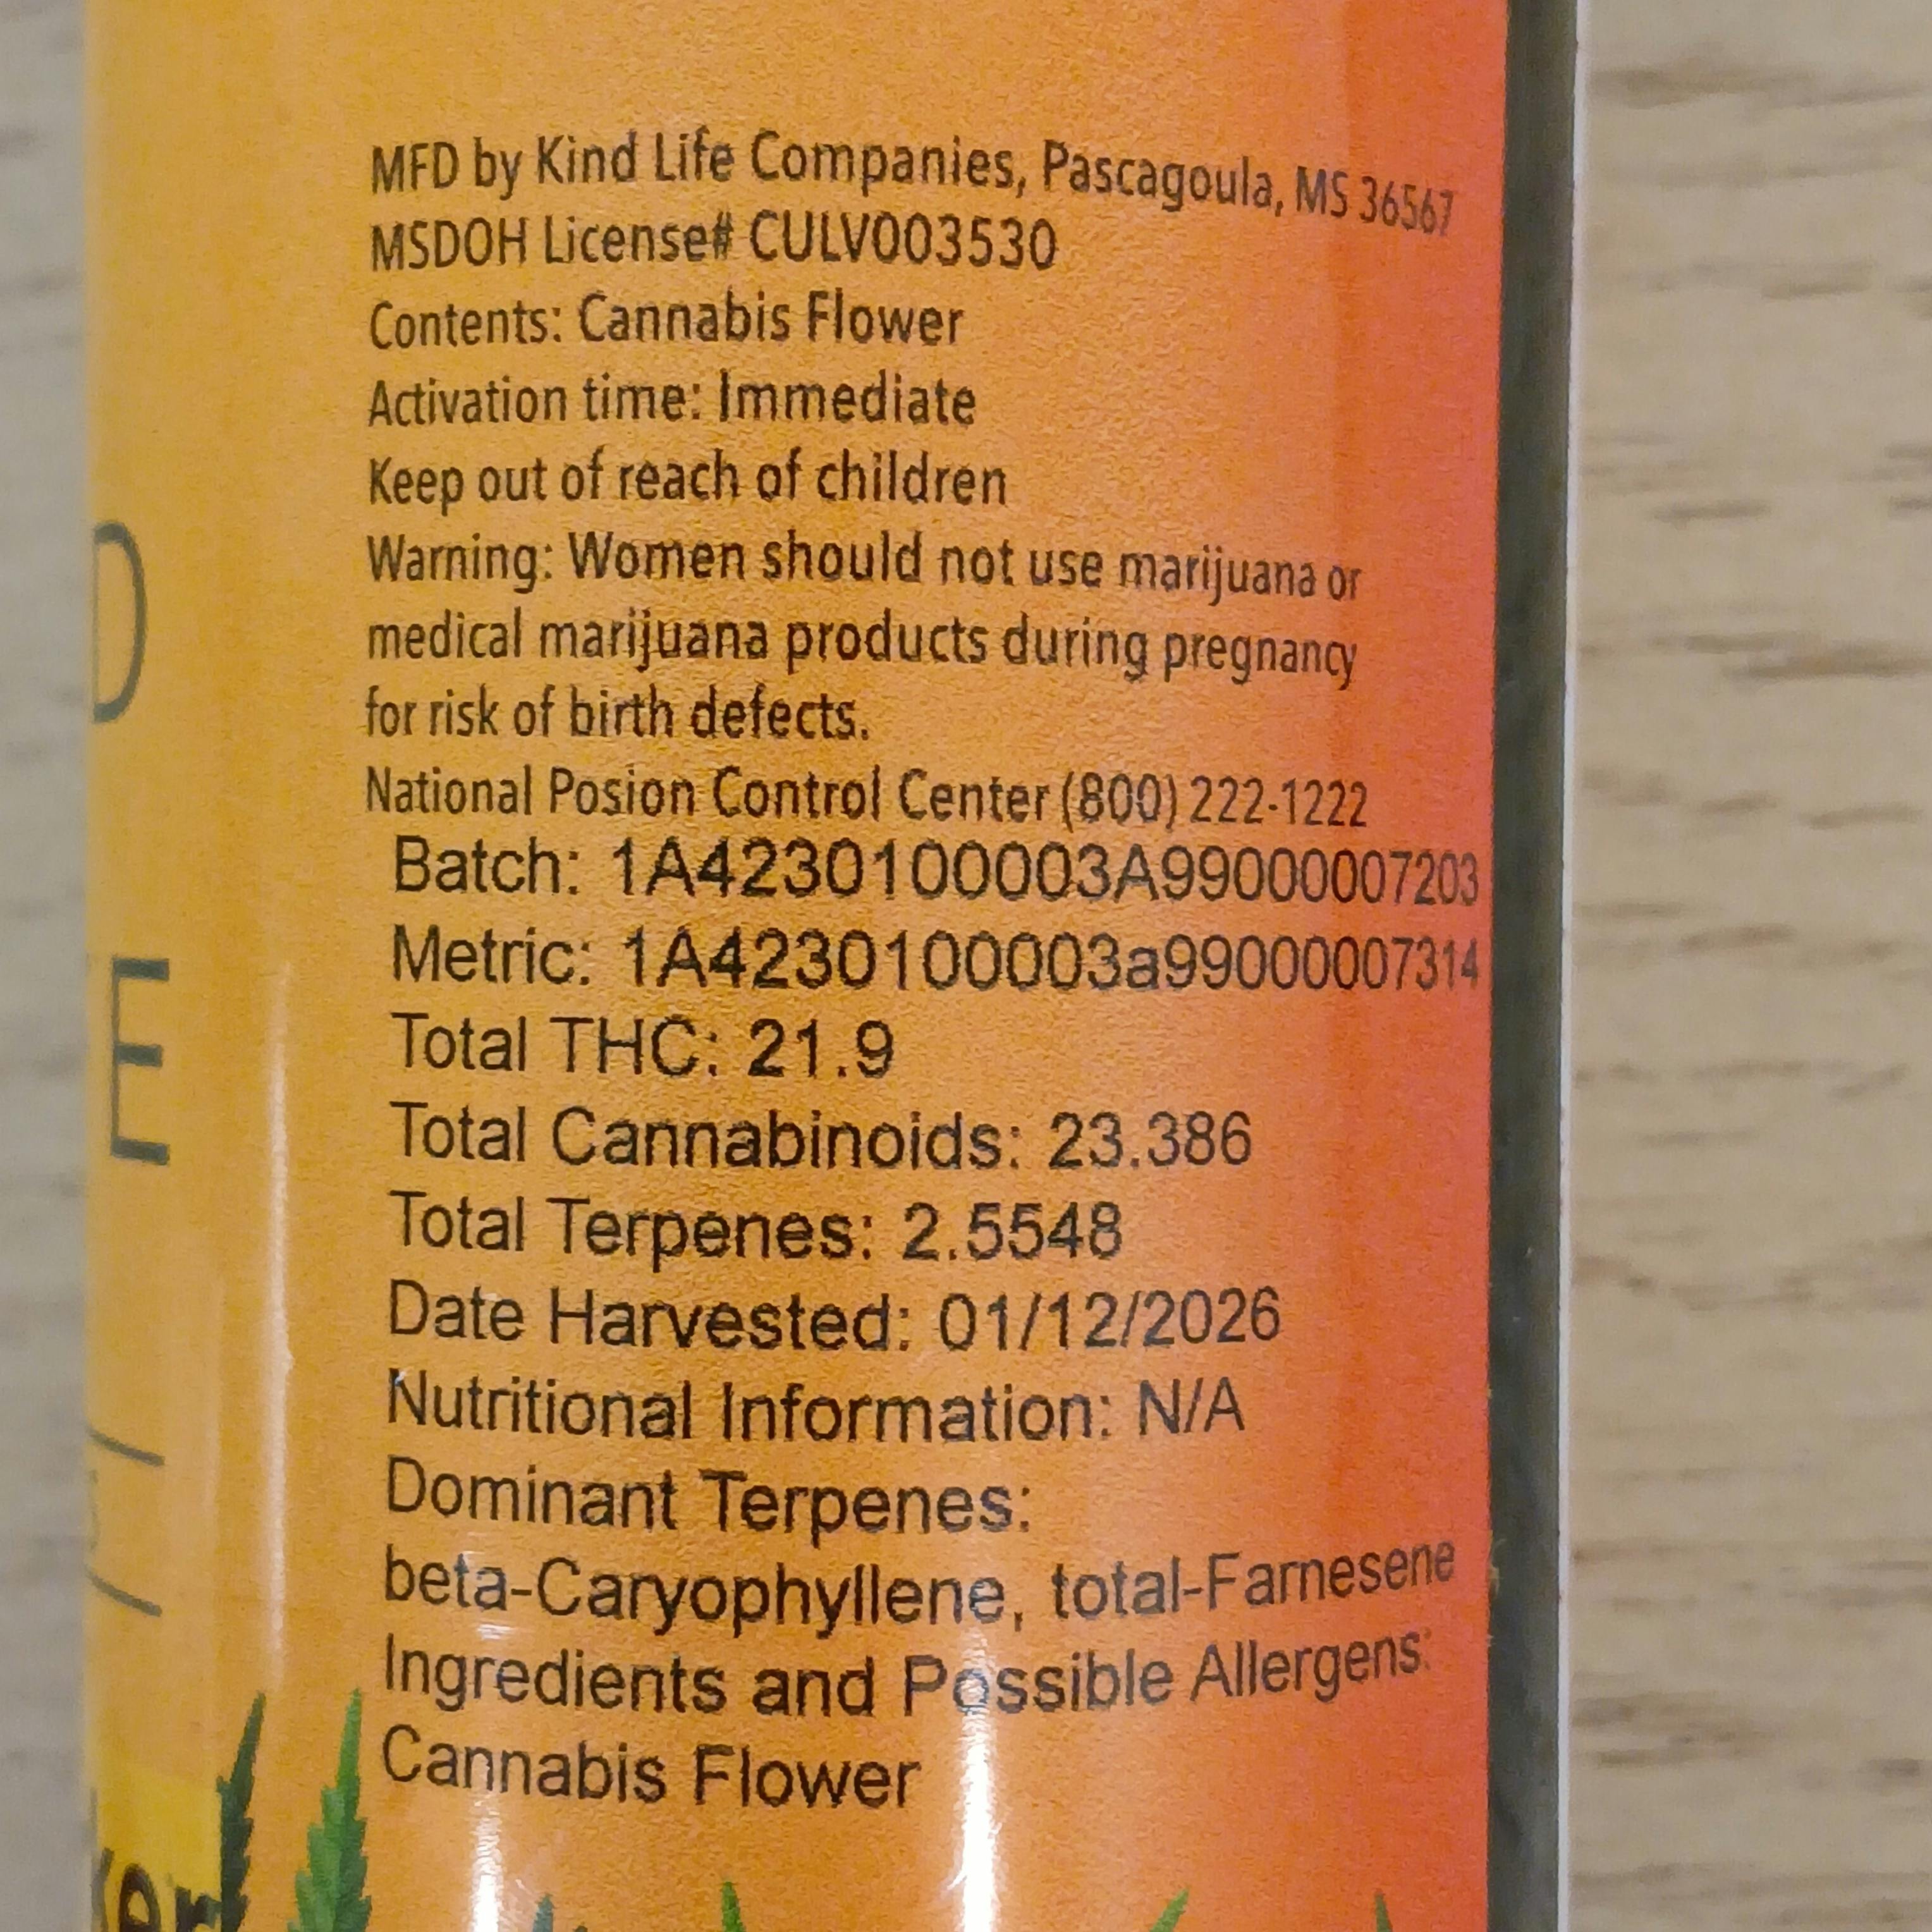 MFD by Kind Life Companies, Pascagoula, MS 36567
MSDOH License# CULV003530
Contents: Cannabis Flower
Activation time: Immediate
Keep out of reach of children
Warning: Women should not use marijuana or
medical marijuana products during pregnancy
for risk of birth defects.
National Posion Control Center (800) 222-1222
Batch: 1A4230100003A99000007203
Metric: 1A4230100003a99000007314
Total THC: 21.9
Total Cannabinoids: 23.386
Total Terpenes: 2.5548
Date Harvested: 01/12/2026
Nutritional Information: N/A
Dominant Terpenes:
beta-Caryophyllene, total-Farnesene
Ingredients and Possible Allergens:
Cannabis Flower